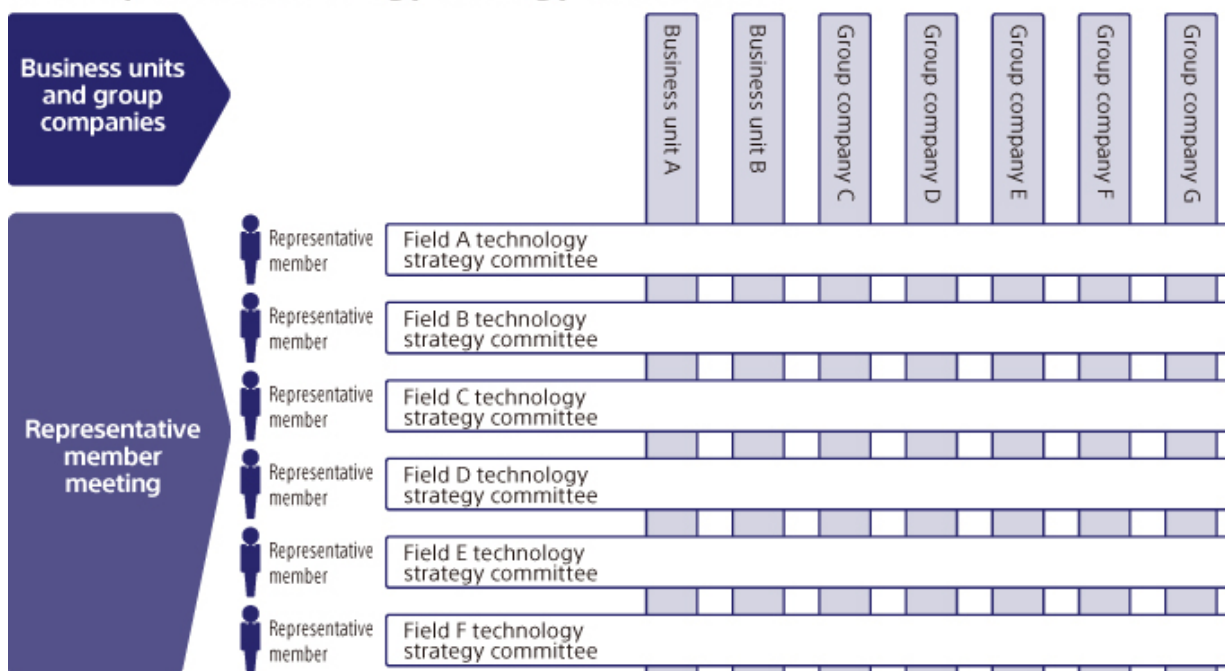 Business units
and group
companies
Business unit A
Business unit B
Group company C
Group company D
Group company E
Group company F
Group company G
Representative
member
meeting
Representative
member
Field A technology
strategy committee
Representative
member
Field B technology
strategy committee
Representative
member
Field C technology
strategy committee
Representative
member
Field D technology
strategy committee
Representative
member
Field E technology
strategy committee
Representative
member
Field F technology
strategy committee